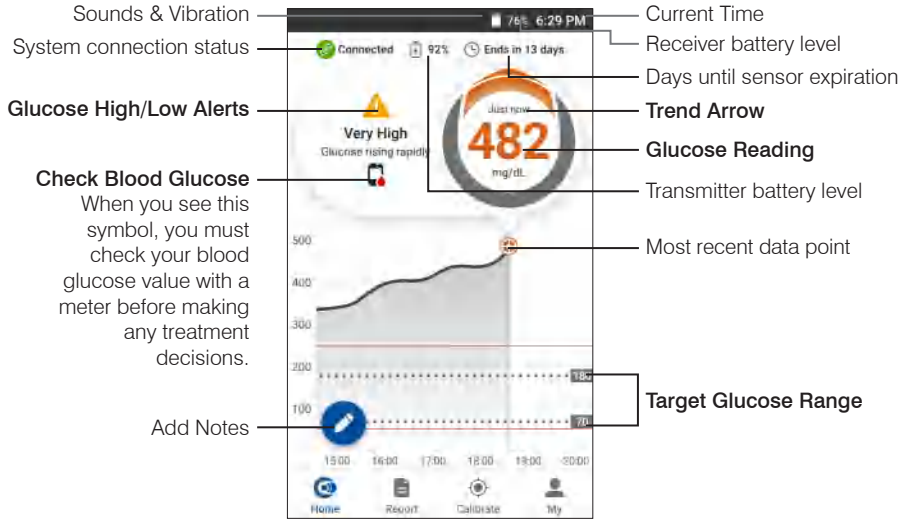 Sounds & Vibration
System connection status
Glucose High/Low Alerts
Check Blood Glucose
When you see this
symbol, you must
check your blood
glucose value with a
meter before making
any treatment
decisions.
Add Notes
76% 6:29 PM
Connected 92% Ends in 13 days
Very High
Glucose rising rapidly
Just now
482
mg/dL
500
400
300
200
100
180
70
15:00 16:00 17:00 18:00 19:00 20:00
Home Report Calibrate My
Current Time
Receiver battery level
Days until sensor expiration
Trend Arrow
Glucose Reading
Transmitter battery level
Most recent data point
Target Glucose Range